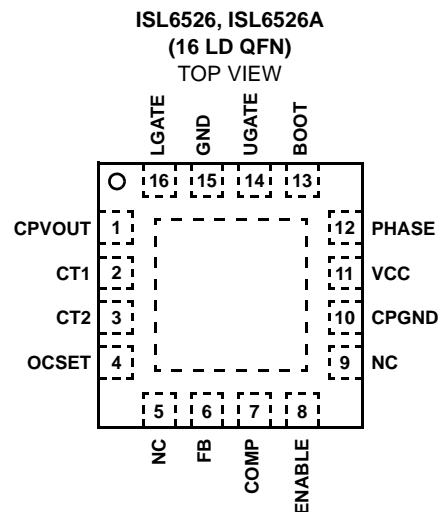 ISL6526, ISL6526A
(16 LD QFN)
TOP VIEW
LGATE
GND
UGATE
BOOT
16
15
14
13
CPVOUT 1
CT1 2
CT2 3
OCSET 4
12 PHASE
11 VCC
10 CPGND
9 NC
5
6
7
8
NC
FB
COMP
ENABLE